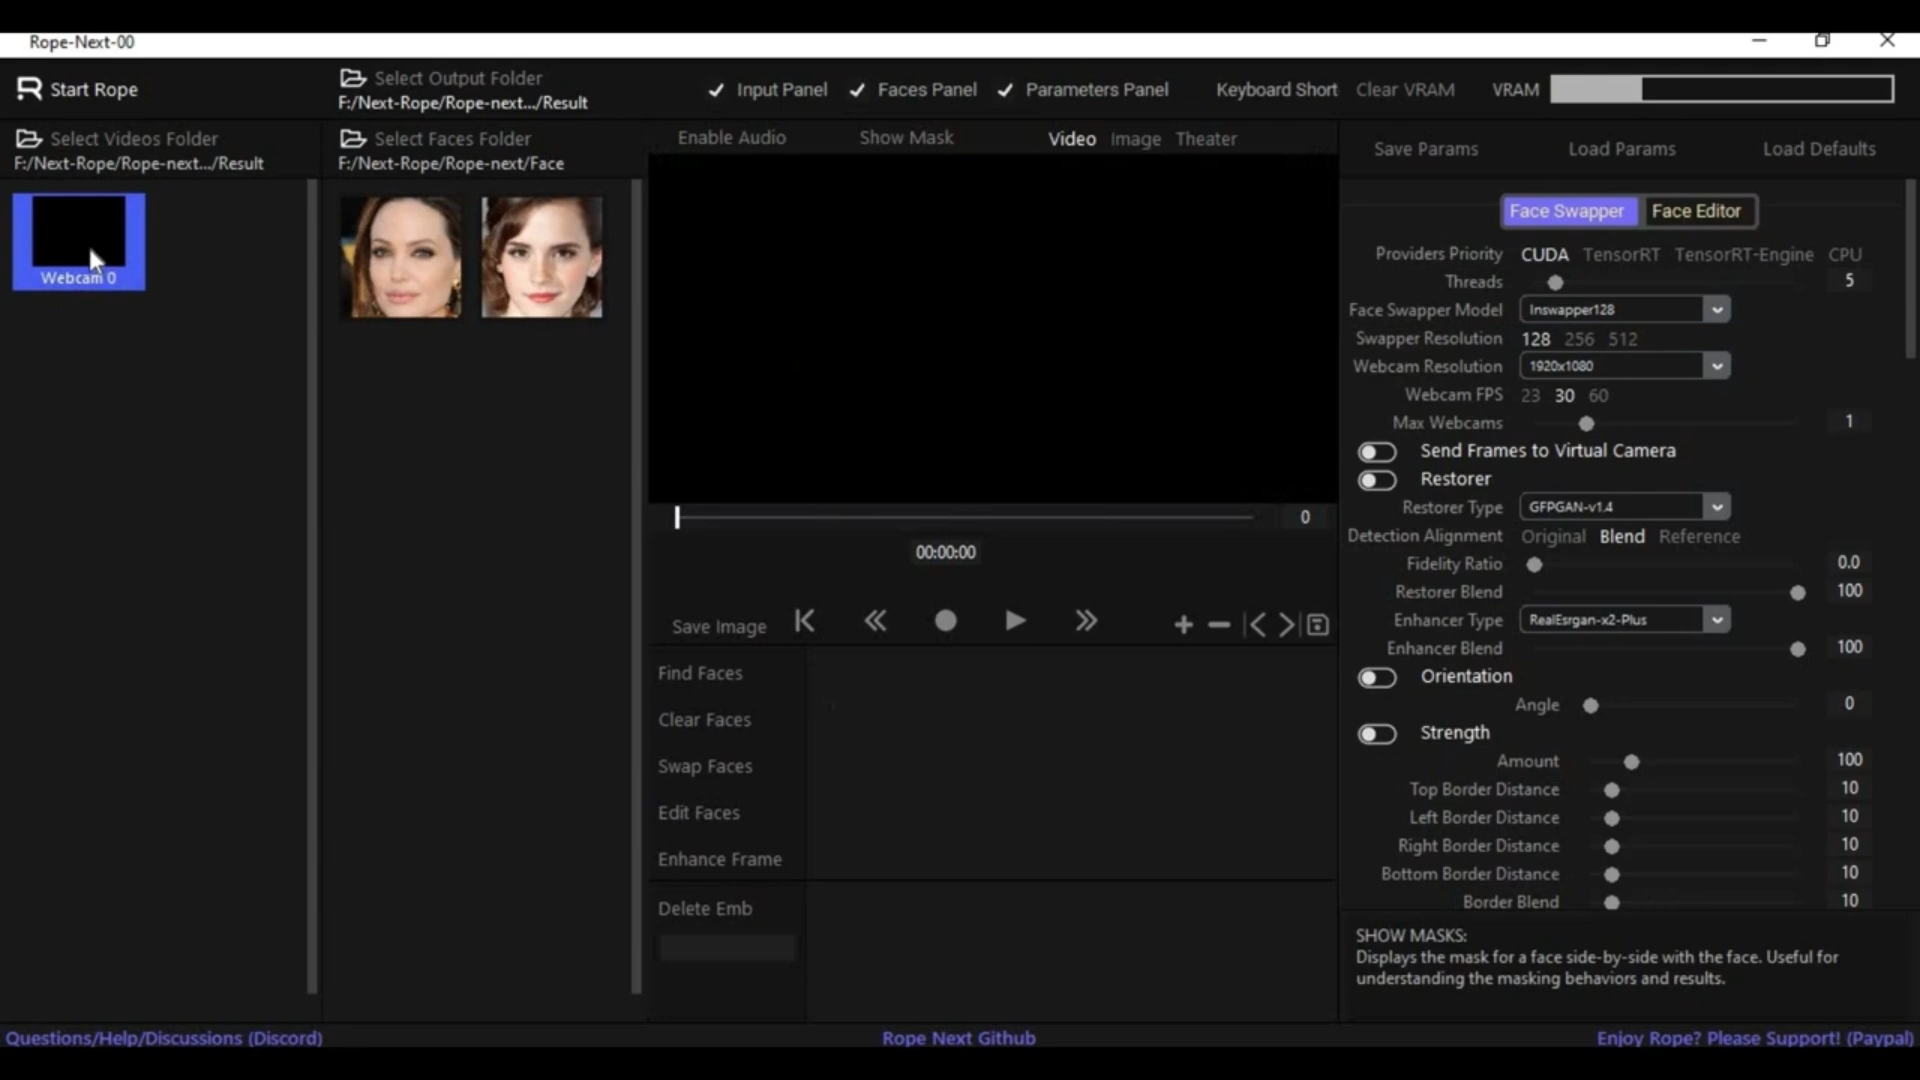 Rope-Next-00
Start Rope
Select Output Folder
F:/Next-Rope/Rope-next.../Result
Input Panel
Faces Panel
Parameters Panel
Keyboard Short
Clear VRAM
VRAM
Select Videos Folder
F:/Next-Rope/Rope-next.../Result
Select Faces Folder
F:/Next-Rope/Rope-next/Face
Webcam 0
Enable Audio
Show Mask
Video Image Theater
0
00:00:00
Save Image
Find Faces
Clear Faces
Swap Faces
Edit Faces
Enhance Frame
Delete Emb
Save Params
Load Params
Load Defaults
Face Swapper
Face Editor
Providers Priority CUDA TensorRT TensorRT-Engine CPU
Threads 5
Face Swapper Model Inswapper128
Swapper Resolution 128 256 512
Webcam Resolution 1920x1080
Webcam FPS 23 30 60
Max Webcams 1
Send Frames to Virtual Camera
Restorer
Restorer Type GFPGAN-v1.4
Detection Alignment Original Blend Reference
Fidelity Ratio 0.0
Restorer Blend 100
Enhancer Type RealEsrgan-x2-Plus
Enhancer Blend 100
Orientation
Angle 0
Strength
Amount 100
Top Border Distance 10
Left Border Distance 10
Right Border Distance 10
Bottom Border Distance 10
Border Blend 10
SHOW MASKS:
Displays the mask for a face side-by-side with the face. Useful for
understanding the masking behaviors and results.
Questions/Help/Discussions (Discord)
Rope Next Github
Enjoy Rope? Please Support! (Paypal)